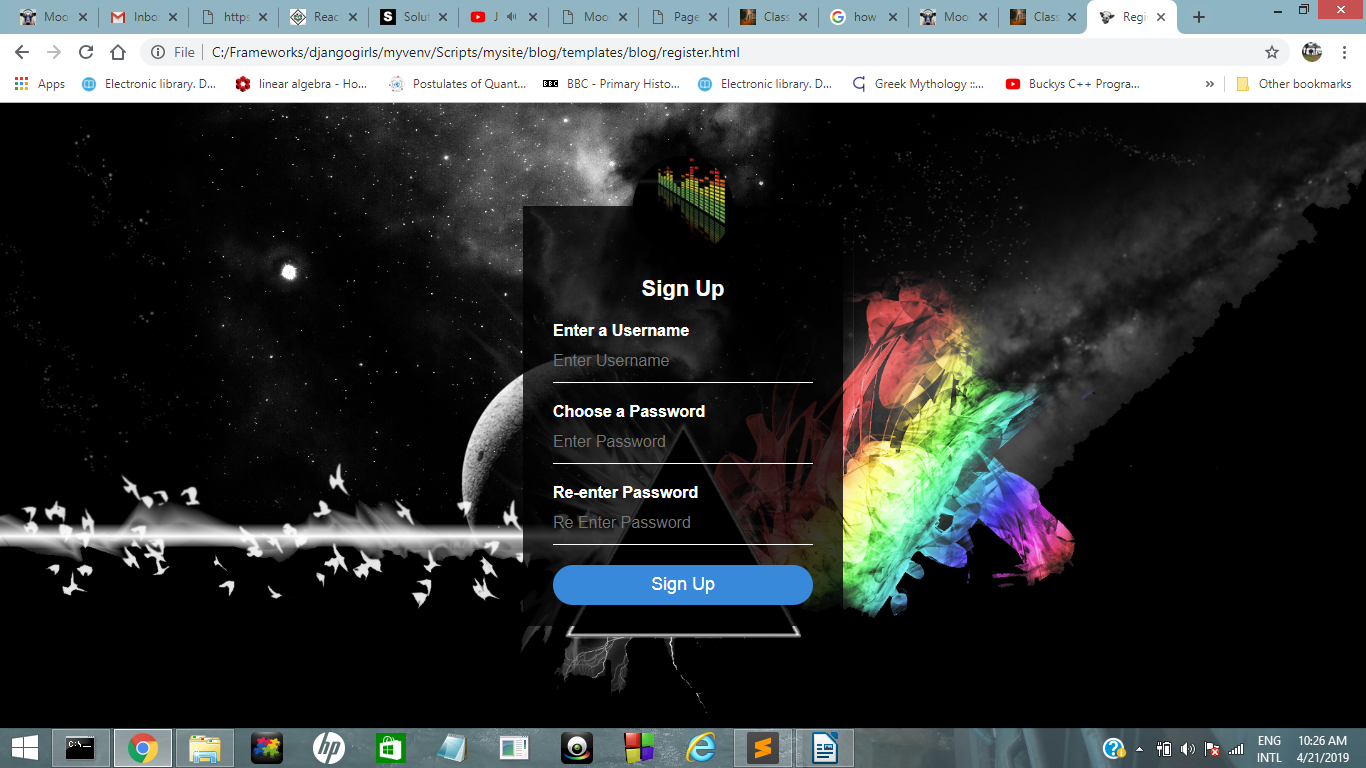 Moo
Inbo
https
Reac
Solut
J
Moo
Page
Class
how
Moo
Class
Regi
File
C:/Frameworks/djangogirls/myvenv/Scripts/mysite/blog/templates/blog/register.html
Apps
Electronic library. D...
linear algebra - Ho...
Postulates of Quant...
BBC - Primary Histo...
Electronic library. D...
Greek Mythology ::...
Buckys C++ Progra...
»
Other bookmarks
Sign Up
Enter a Username
Enter Username
Choose a Password
Enter Password
Re-enter Password
Re Enter Password
Sign Up
ENG
10:26 AM
INTL
4/21/2019